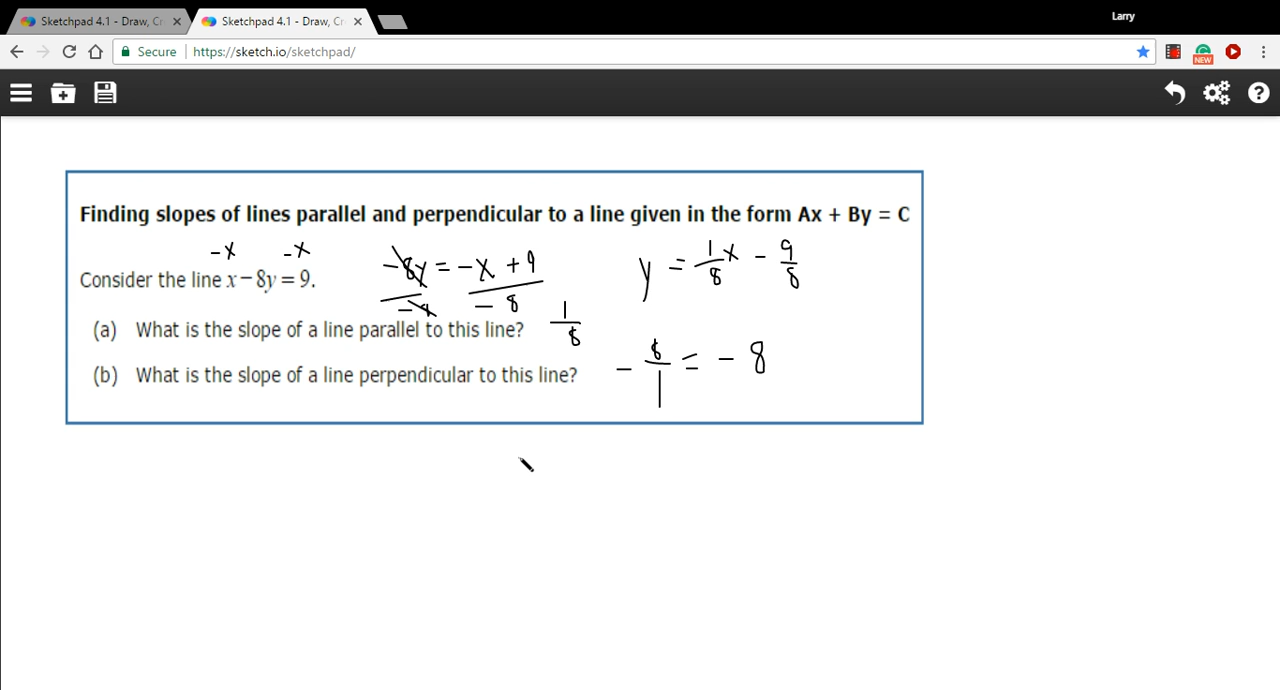 Larry
Sketchpad 4.1 - Draw, Cr
Sketchpad 4.1 - Draw, Cr
Secure https://sketch.io/sketchpad/
NEW
Finding slopes of lines parallel and perpendicular to a line given in the form Ax + By = C
-x -x
Consider the line x − 8y = 9.
-8y = -x + 9
-8 -8
y = 1/8 x - 9/8
(a) What is the slope of a line parallel to this line? 1/8
(b) What is the slope of a line perpendicular to this line? - 8/1 = - 8